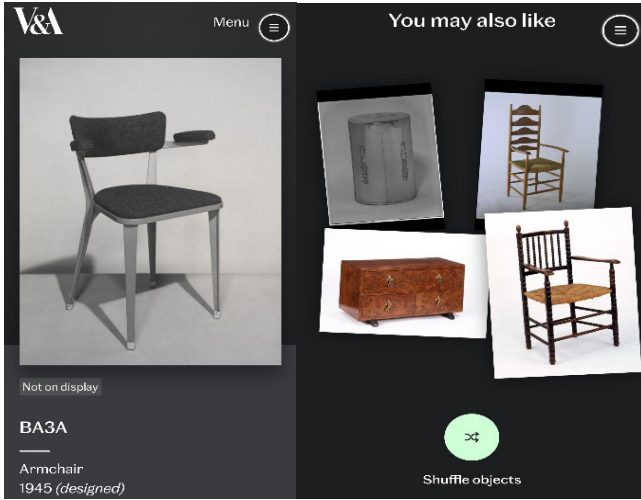 V&A
Menu
Not on display
BA3A
Armchair
1945 (designed)
You may also like
Shuffle objects